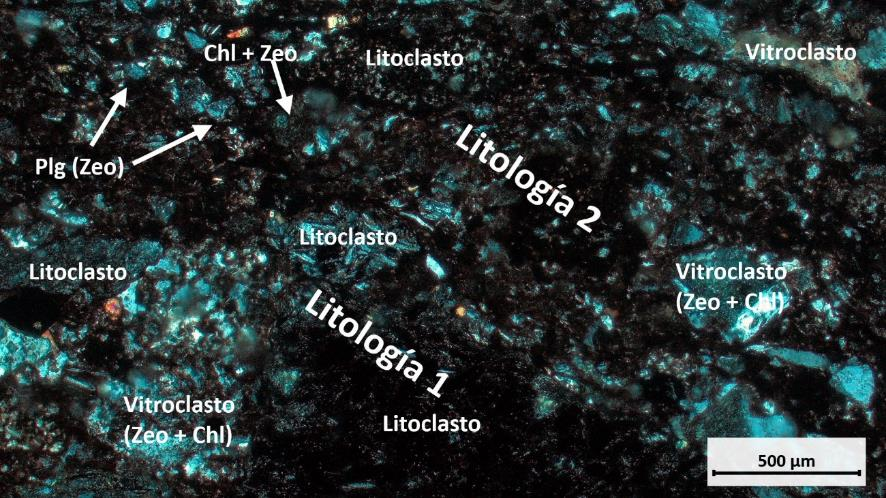 Chl + Zeo
Litoclasto
Vitroclasto
Plg (Zeo)
Litología 2
Litoclasto
Litoclasto
Vitroclasto
(Zeo + Chl)
Litología 1
Vitroclasto
(Zeo + Chl)
Litoclasto
500 µm